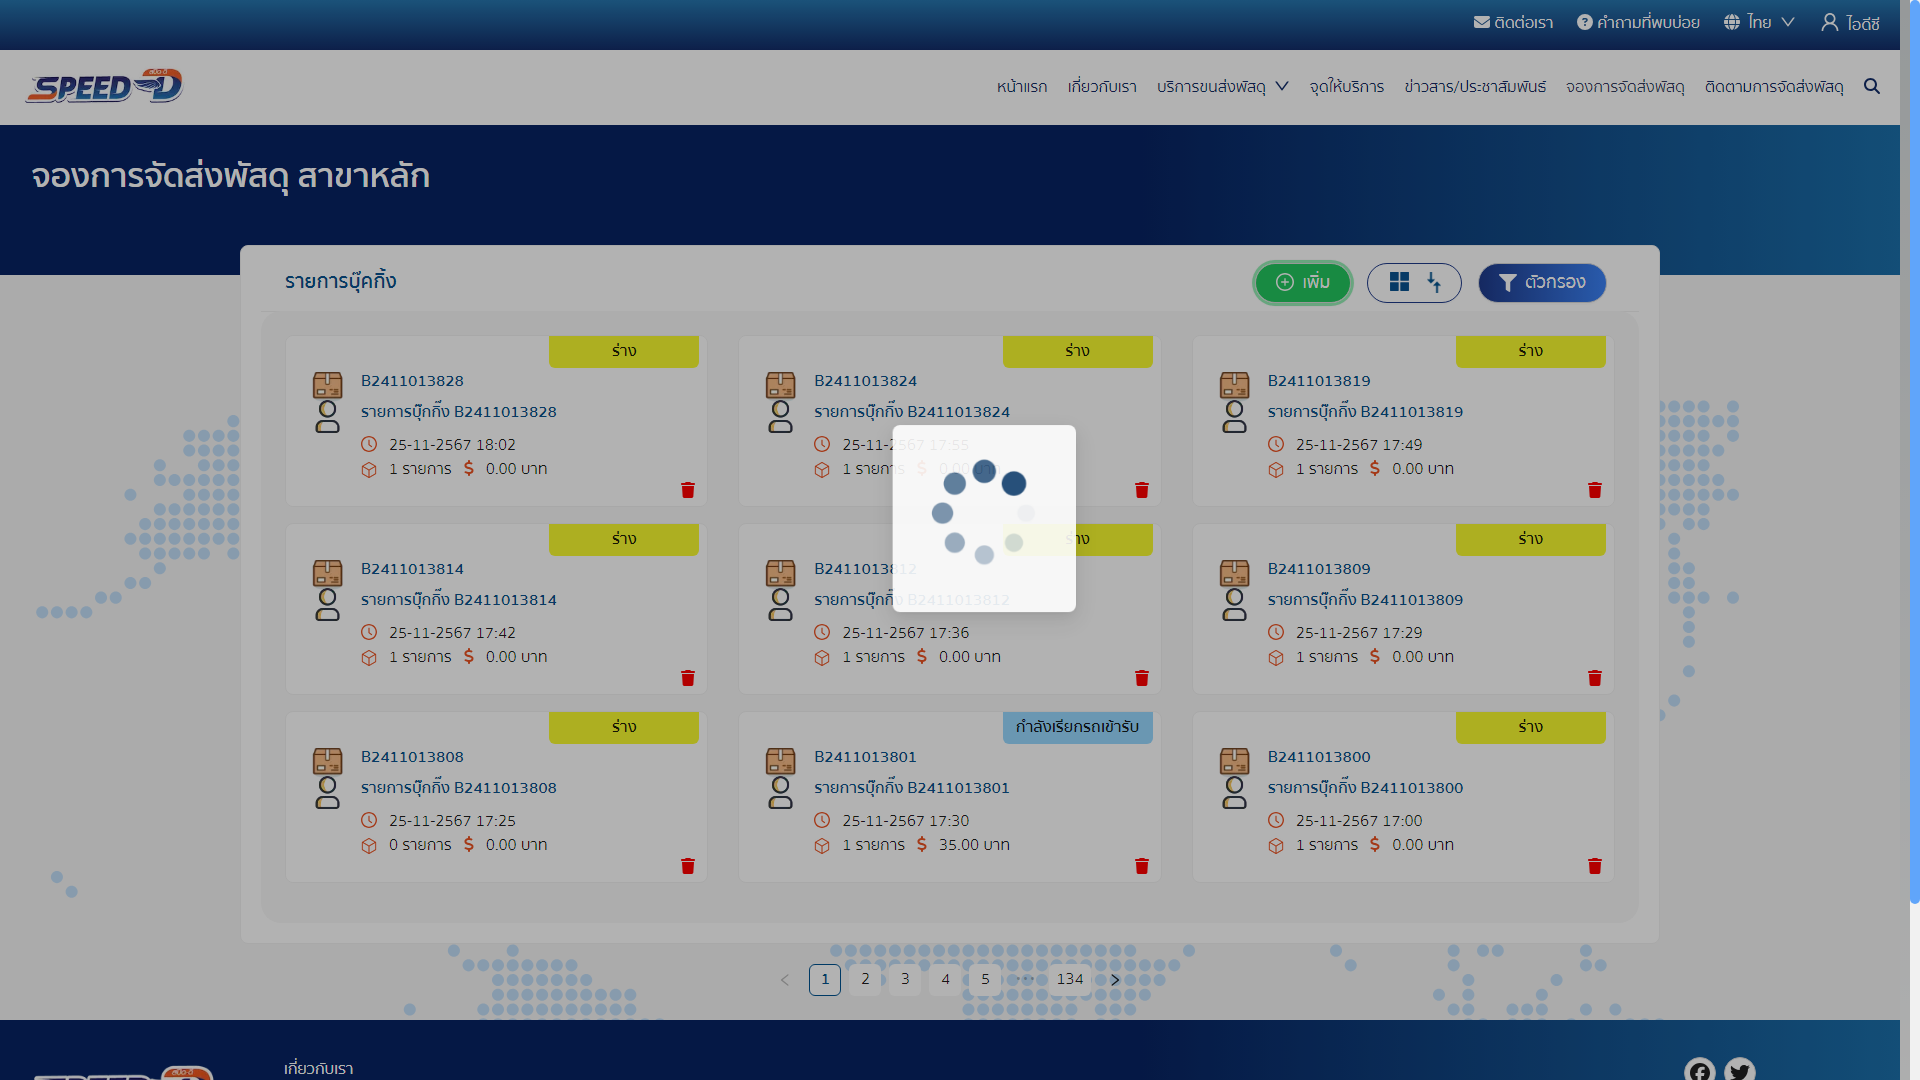 ติดต่อเรา คำถามที่พบบ่อย ไทย ไอดีซี
SPEED-D
หน้าแรก เกี่ยวกับเรา บริการขนส่งพัสดุ จุดให้บริการ ข่าวสาร/ประชาสัมพันธ์ จองการจัดส่งพัสดุ ติดตามการจัดส่งพัสดุ
จองการจัดส่งพัสดุ สาขาหลัก
รายการบุ๊คกิ้ง
เพิ่ม
ตัวกรอง
ร่าง
B2411013828
รายการบุ๊กกิ๊ง B2411013828
25-11-2567 18:02
1 รายการ $ 0.00 บาท
ร่าง
B2411013824
รายการบุ๊กกิ๊ง B2411013824
25-11-2567 17:55
1 รายการ $ 0.00 บาท
ร่าง
B2411013819
รายการบุ๊กกิ๊ง B2411013819
25-11-2567 17:49
1 รายการ $ 0.00 บาท
ร่าง
B2411013814
รายการบุ๊กกิ๊ง B2411013814
25-11-2567 17:42
1 รายการ $ 0.00 บาท
ร่าง
B2411013812
รายการบุ๊กกิ๊ง B2411013812
25-11-2567 17:36
1 รายการ $ 0.00 บาท
ร่าง
B2411013809
รายการบุ๊กกิ๊ง B2411013809
25-11-2567 17:29
1 รายการ $ 0.00 บาท
ร่าง
B2411013808
รายการบุ๊กกิ๊ง B2411013808
25-11-2567 17:25
0 รายการ $ 0.00 บาท
กำลังเรียกรถเข้ารับ
B2411013801
รายการบุ๊กกิ๊ง B2411013801
25-11-2567 17:30
1 รายการ $ 35.00 บาท
ร่าง
B2411013800
รายการบุ๊กกิ๊ง B2411013800
25-11-2567 17:00
1 รายการ $ 0.00 บาท
< 1 2 3 4 5 ••• 134 >
เกี่ยวกับเรา